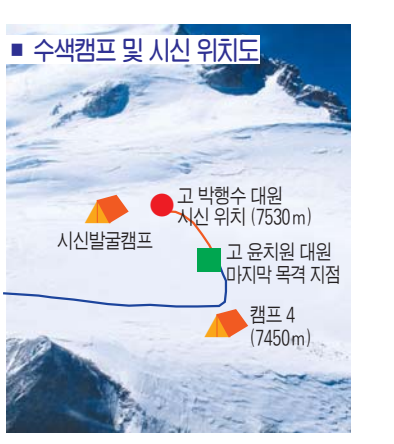 ■ 수색캠프 및 시신 위치도
고 박행수 대원
시신 위치 (7530m)
시신발굴캠프
고 윤치원 대원
마지막 목격 지점
캠프 4
(7450m)